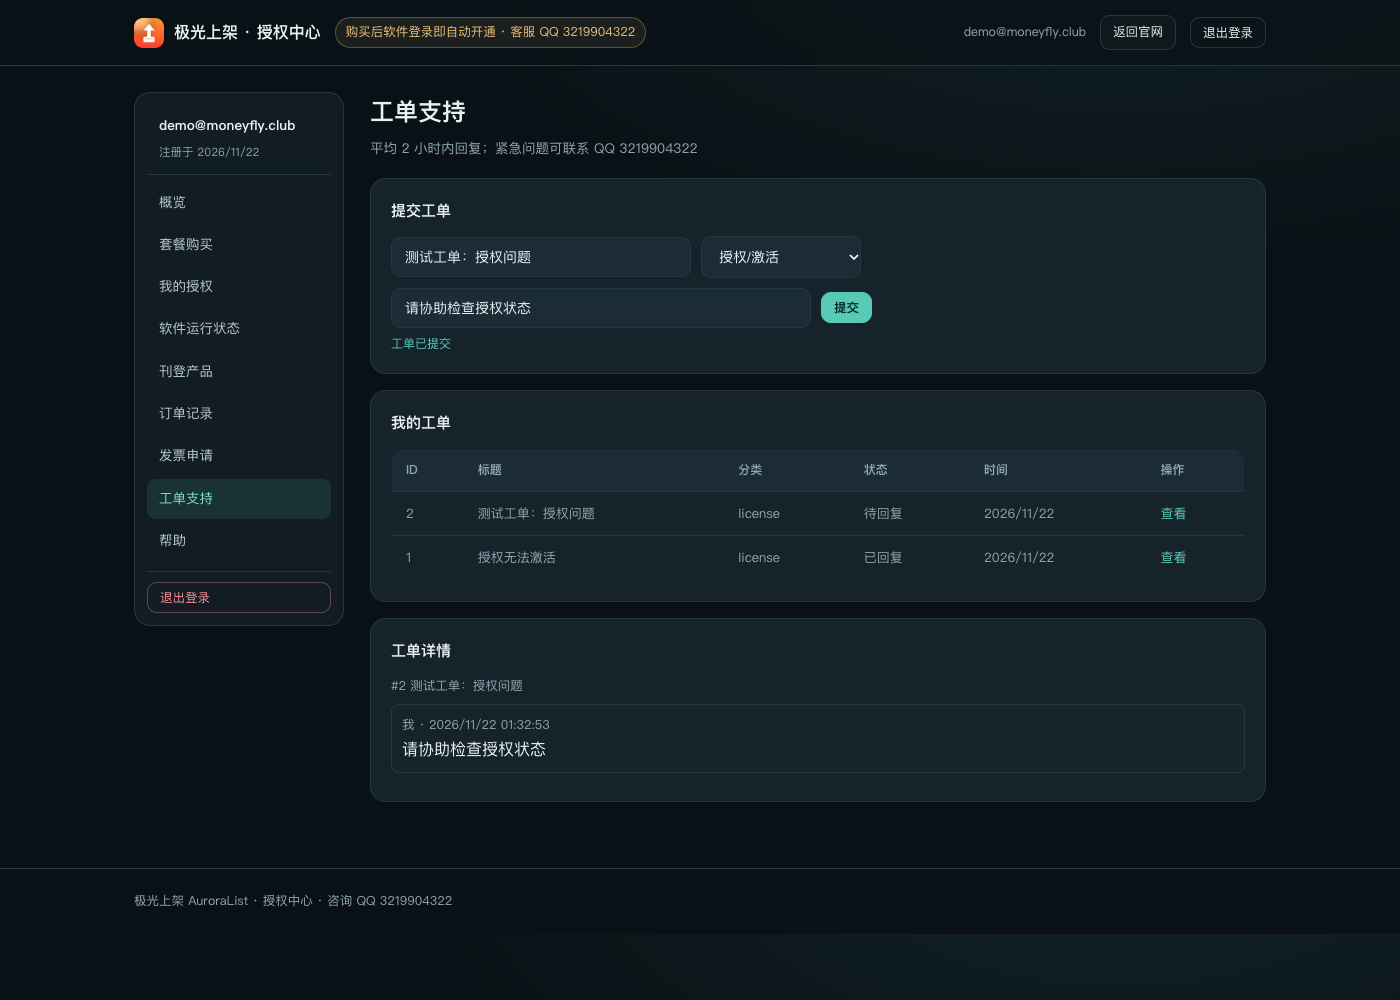 极光上架 · 授权中心
购买后软件登录即自动开通 · 客服 QQ 3219904322
demo@moneyfly.club
返回官网
退出登录
demo@moneyfly.club
注册于 2026/11/22
概览
套餐购买
我的授权
软件运行状态
刊登产品
订单记录
发票申请
工单支持
帮助
退出登录
工单支持
平均 2 小时内回复；紧急问题可联系 QQ 3219904322
提交工单
测试工单：授权问题
授权/激活
请协助检查授权状态
提交
工单已提交
我的工单
ID 标题 分类 状态 时间 操作
2 测试工单：授权问题 license 待回复 2026/11/22 查看
1 授权无法激活 license 已回复 2026/11/22 查看
工单详情
#2 测试工单：授权问题
我 · 2026/11/22 01:32:53
请协助检查授权状态
极光上架 AuroraList · 授权中心 · 咨询 QQ 3219904322